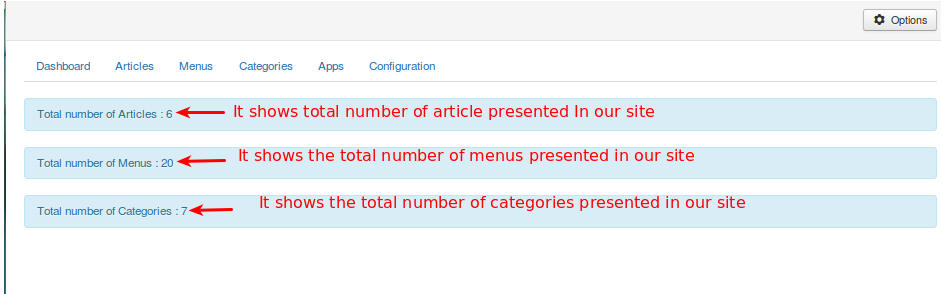 Options
Dashboard Articles Menus Categories Apps Configuration
Total number of Articles : 6 It shows total number of article presented In our site
Total number of Menus : 20 It shows the total number of menus presented in our site
Total number of Categories : 7 It shows the total number of categories presented in our site